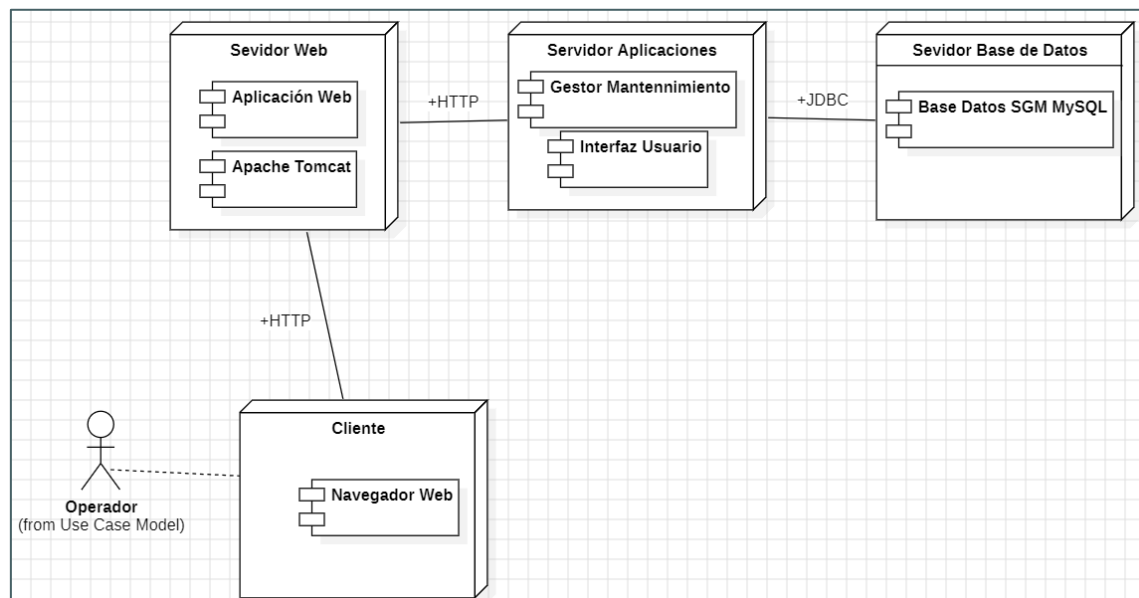 Sevidor Web
Aplicación Web
Apache Tomcat
+HTTP
Servidor Aplicaciones
Gestor Mantennimiento
Interfaz Usuario
+JDBC
Sevidor Base de Datos
Base Datos SGM MySQL
+HTTP
Cliente
Navegador Web
Operador
(from Use Case Model)